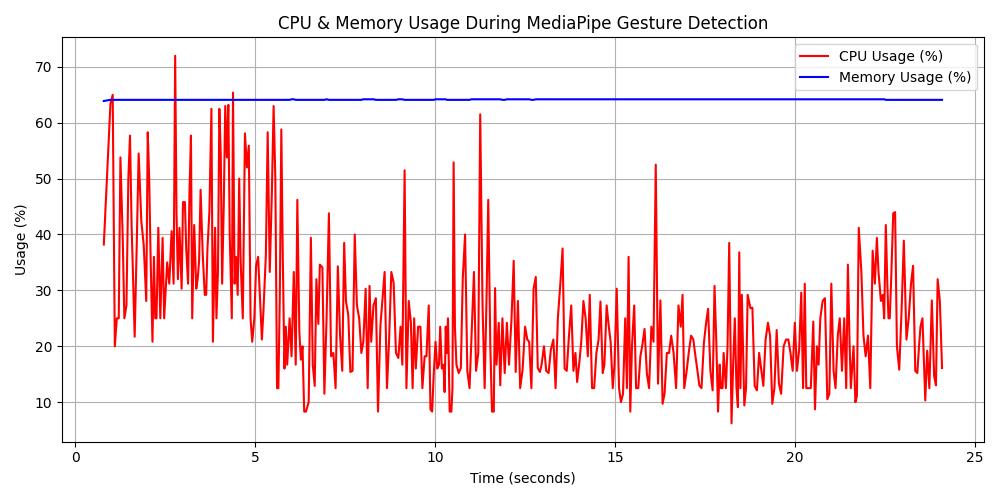 CPU & Memory Usage During MediaPipe Gesture Detection
CPU Usage (%)
Memory Usage (%)
Usage (%)
70
60
50
40
30
20
10
0 5 10 15 20 25
Time (seconds)